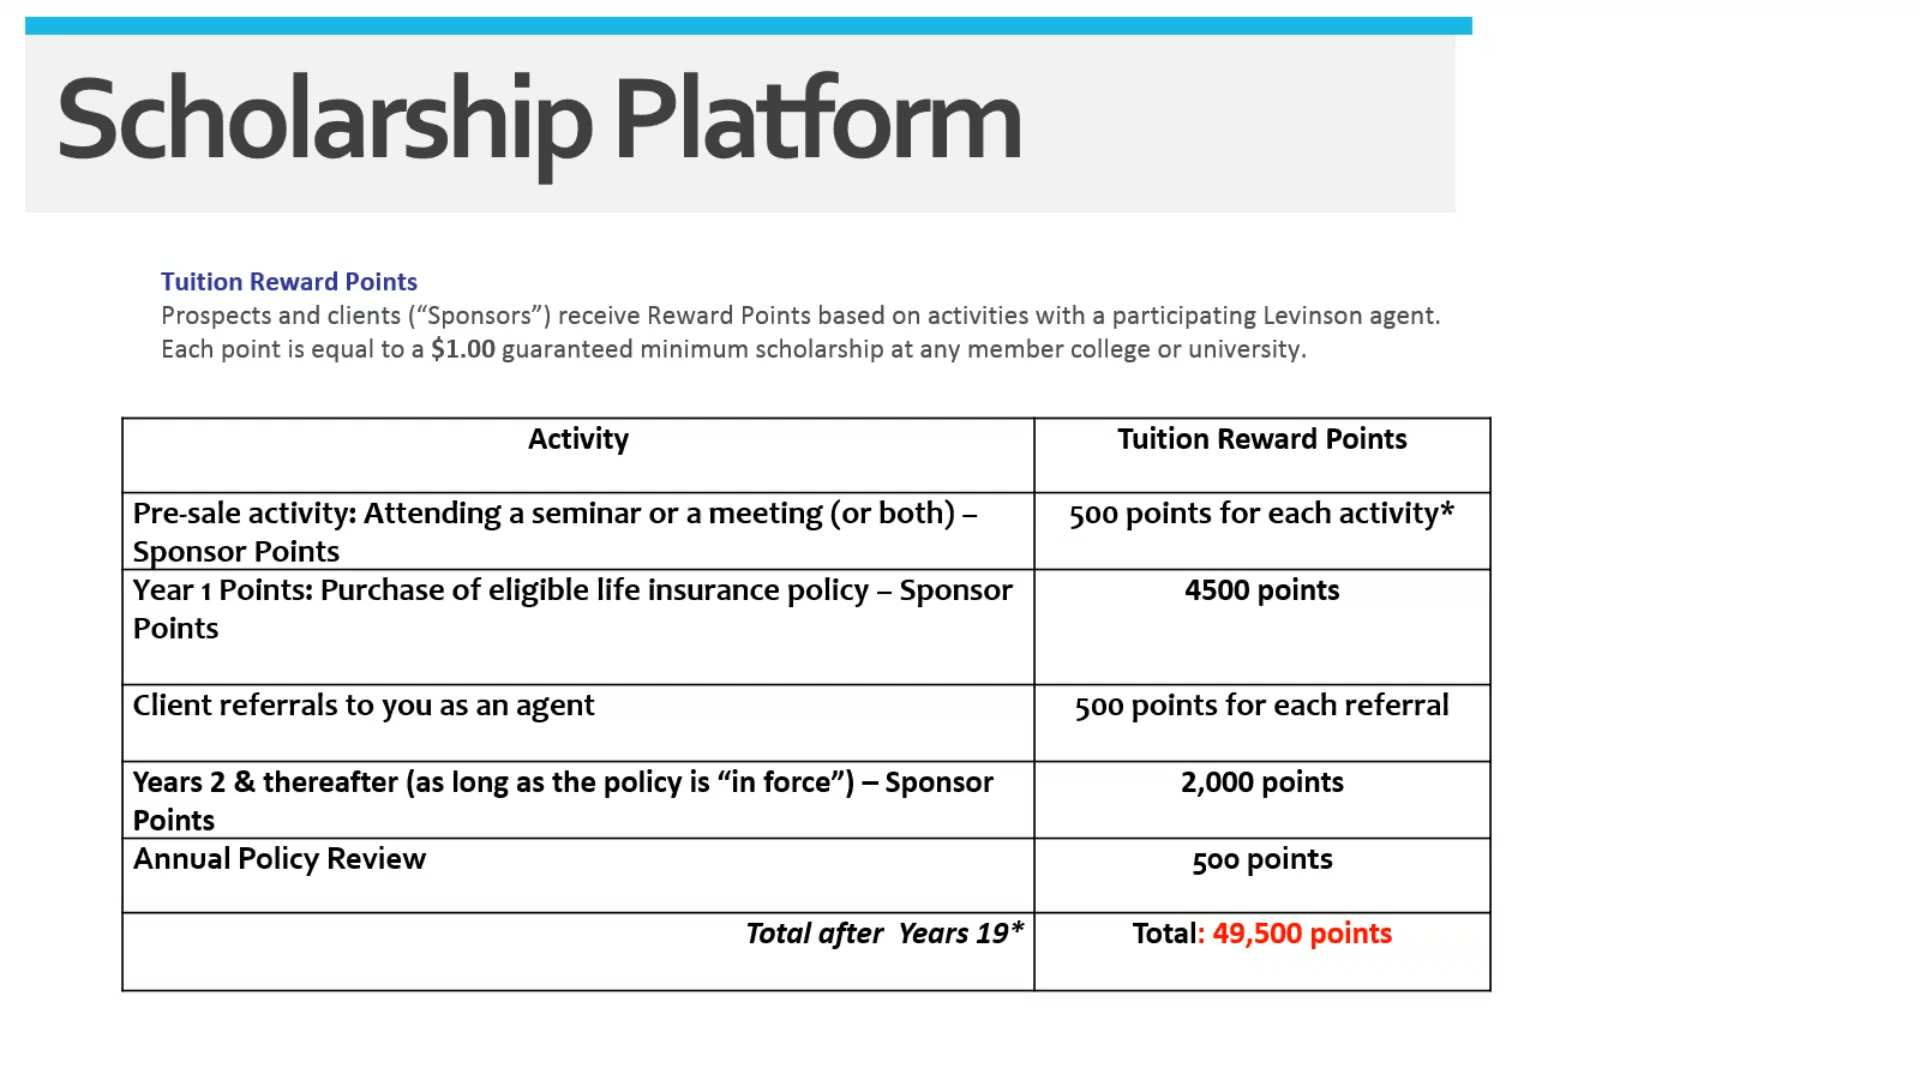 Scholarship Platform
Tuition Reward Points
Prospects and clients (“Sponsors”) receive Reward Points based on activities with a participating Levinson agent.
Each point is equal to a $1.00 guaranteed minimum scholarship at any member college or university.
Activity
Tuition Reward Points
Pre-sale activity: Attending a seminar or a meeting (or both) –
Sponsor Points
500 points for each activity*
Year 1 Points: Purchase of eligible life insurance policy – Sponsor
Points
4500 points
Client referrals to you as an agent
500 points for each referral
Years 2 & thereafter (as long as the policy is “in force”) – Sponsor
Points
2,000 points
Annual Policy Review
500 points
Total after  Years 19*
Total: 49,500 points